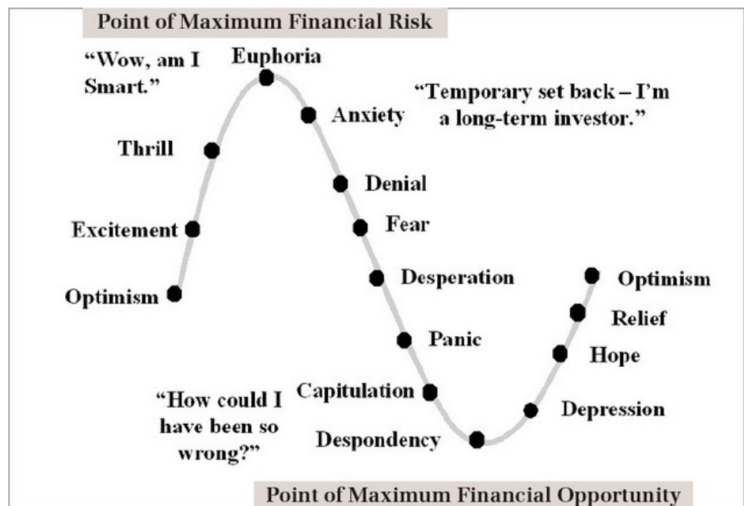 Point of Maximum Financial Risk
“Wow, am I
Smart.”
Euphoria
“Temporary set back – I’m
a long-term investor.”
Anxiety
Thrill
Denial
Excitement
Fear
Desperation
Optimism
Optimism
Relief
Panic
Hope
Capitulation
“How could I
have been so
wrong?”
Depression
Despondency
Point of Maximum Financial Opportunity